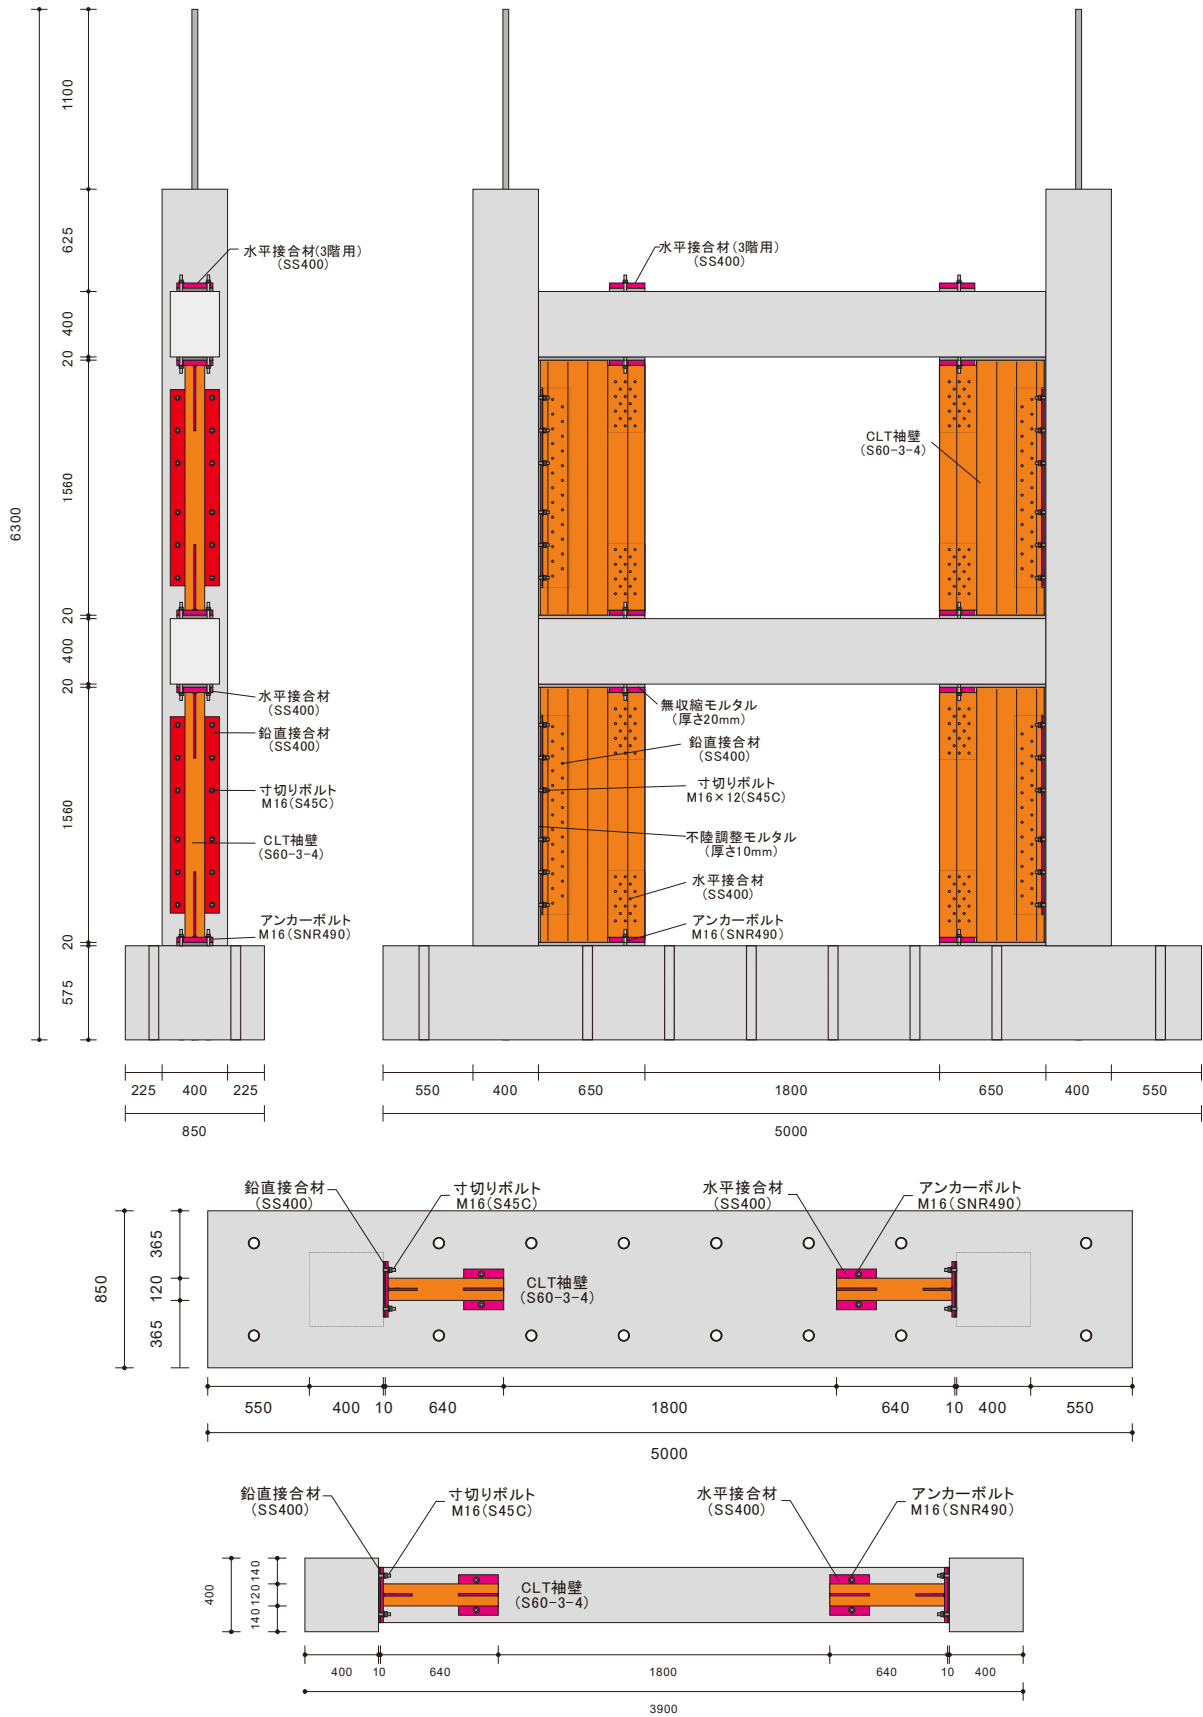 6300
1100
625
400
20
1560
20
400
20
1560
20
575
水平接合材(3階用)
(SS400)
水平接合材
(SS400)
鉛直接合材
(SS400)
寸切りボルト
M16(S45C)
CLT袖壁
(S60-3-4)
アンカーボルト
M16(SNR490)
225
400
225
850
水平接合材(3階用)
(SS400)
CLT袖壁
(S60-3-4)
無収縮モルタル
(厚さ20mm)
鉛直接合材
(SS400)
寸切りボルト
M16×12(S45C)
不陸調整モルタル
(厚さ10mm)
水平接合材
(SS400)
アンカーボルト
M16(SNR490)
550
400
650
1800
650
400
550
5000
鉛直接合材
(SS400)
寸切りボルト
M16(S45C)
水平接合材
(SS400)
アンカーボルト
M16(SNR490)
850
365
120
365
CLT袖壁
(S60-3-4)
550
400
10
640
1800
640
10
400
550
5000
鉛直接合材
(SS400)
寸切りボルト
M16(S45C)
水平接合材
(SS400)
アンカーボルト
M16(SNR490)
400
140
120
140
CLT袖壁
(S60-3-4)
400
10
640
1800
640
10
400
3900